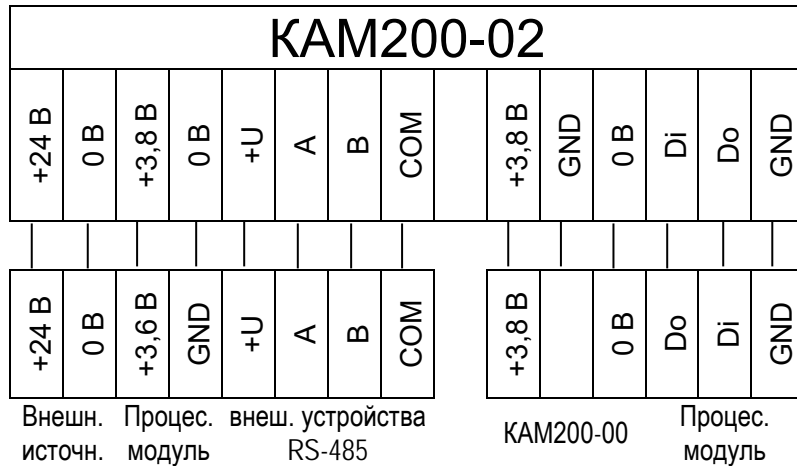 КАМ200-02
+24 В 0 В +3,8 В 0 В +U A B COM +3,8 В GND 0 В Di Do GND
+24 В 0 В +3,6 В GND +U A B COM +3,8 В 0 В Do Di GND
Внешн. Процес. внеш. устройства Процес.
источн. модуль RS-485 КАМ200-00 модуль